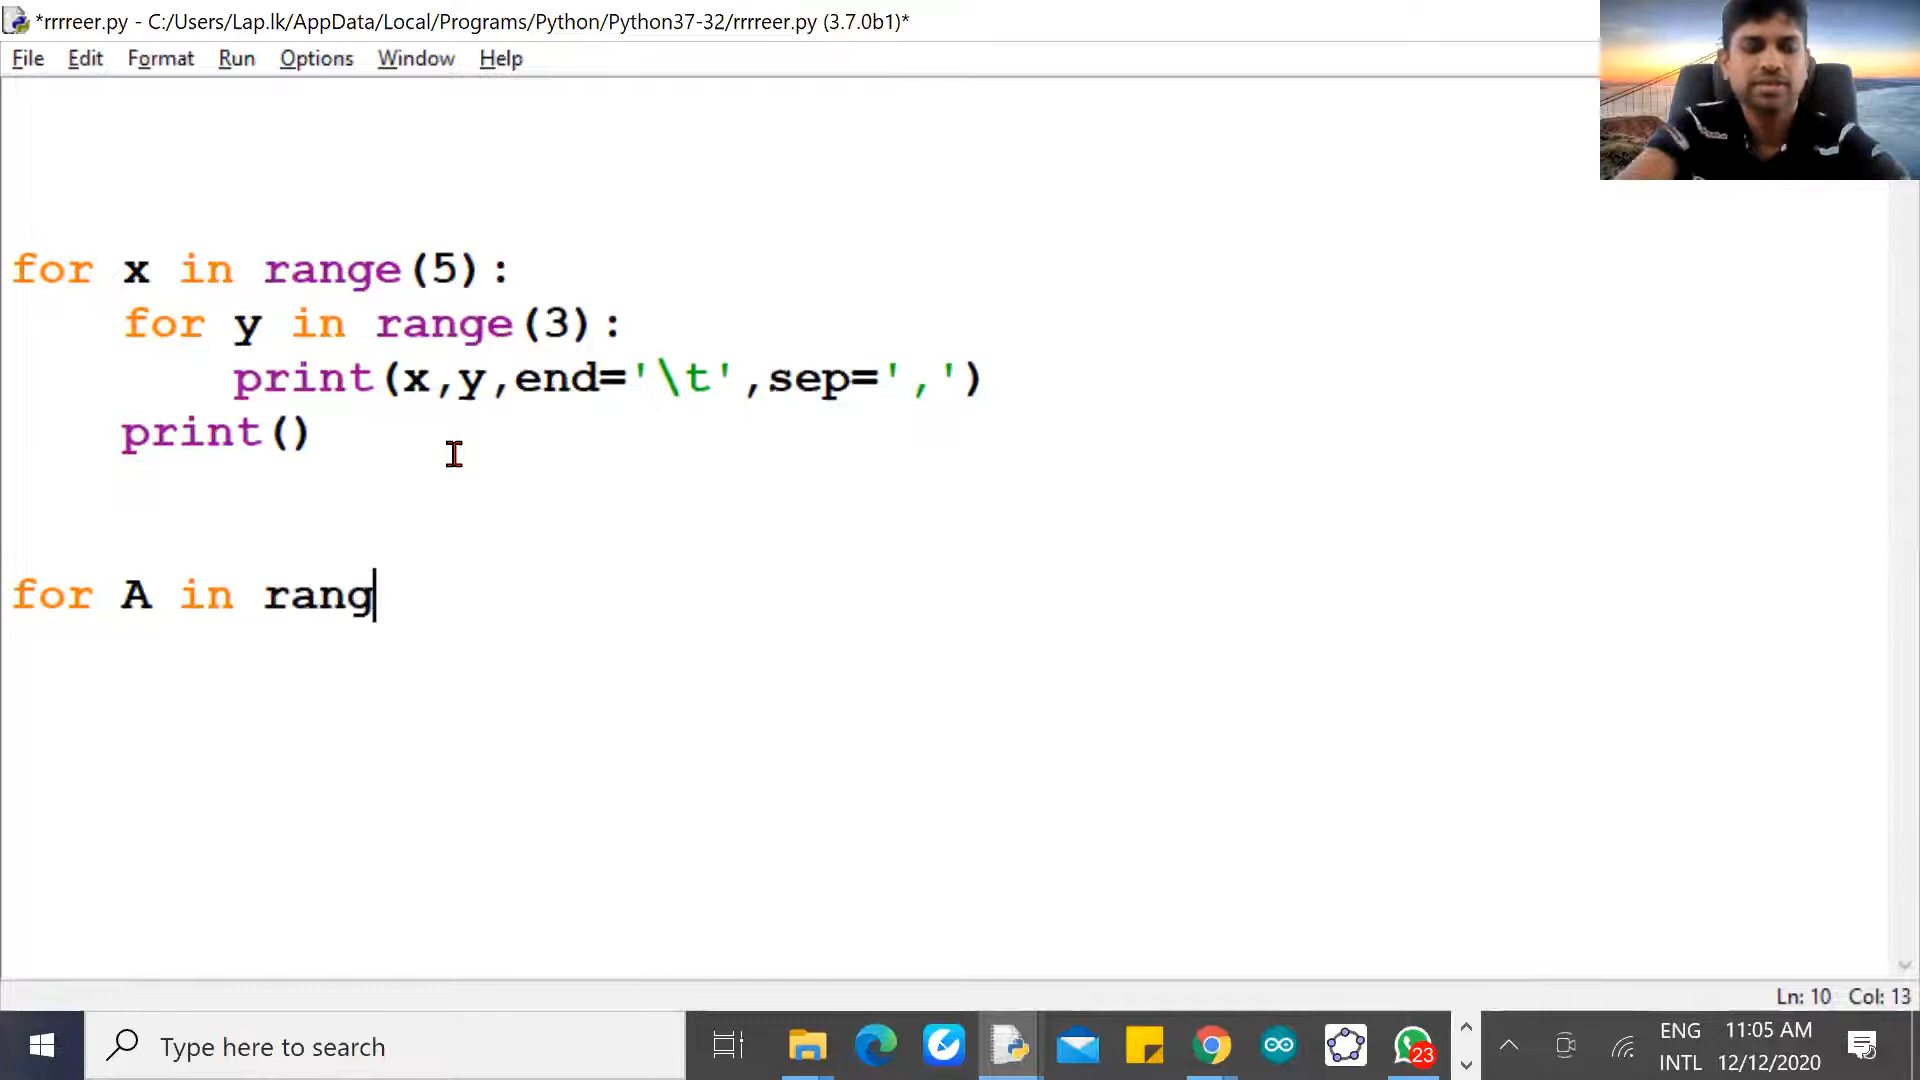 *rrrreer.py - C:/Users/Lap.lk/AppData/Local/Programs/Python/Python37-32/rrrreer.py (3.7.0b1)*
File Edit Format Run Options Window Help
for x in range(5):
    for y in range(3):
        print(x,y,end='\t',sep=',')
    print()
for A in rang
Ln: 10 Col: 13
Type here to search
23
ENG 11:05 AM
INTL 12/12/2020